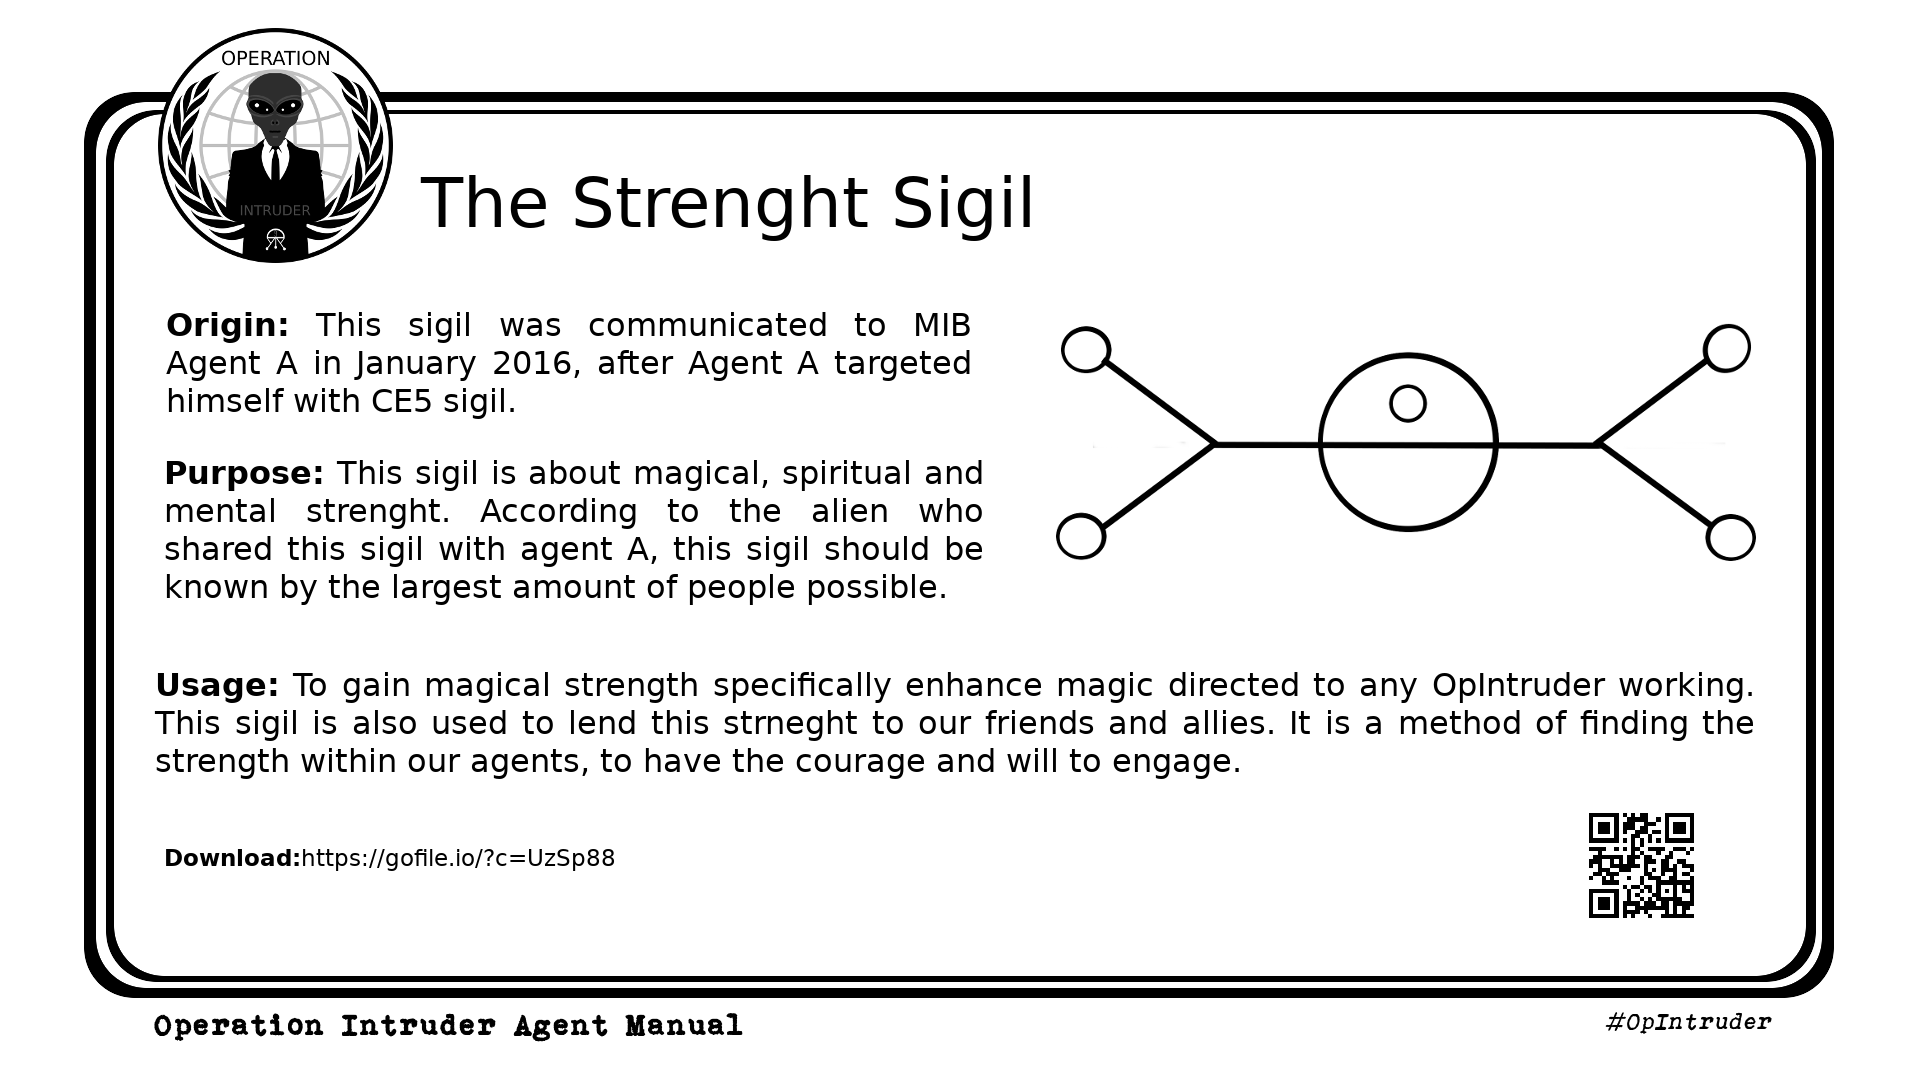 OPERATION
INTRUDER
The Strenght Sigil
Origin: This sigil was communicated to MIB
Agent A in January 2016, after Agent A targeted
himself with CE5 sigil.
Purpose: This sigil is about magical, spiritual and
mental strenght. According to the alien who
shared this sigil with agent A, this sigil should be
known by the largest amount of people possible.
Usage: To gain magical strength specifically enhance magic directed to any OpIntruder working.
This sigil is also used to lend this strneght to our friends and allies. It is a method of finding the
strength within our agents, to have the courage and will to engage.
Download:https://gofile.io/?c=UzSp88
Operation Intruder Agent Manual
#OpIntruder